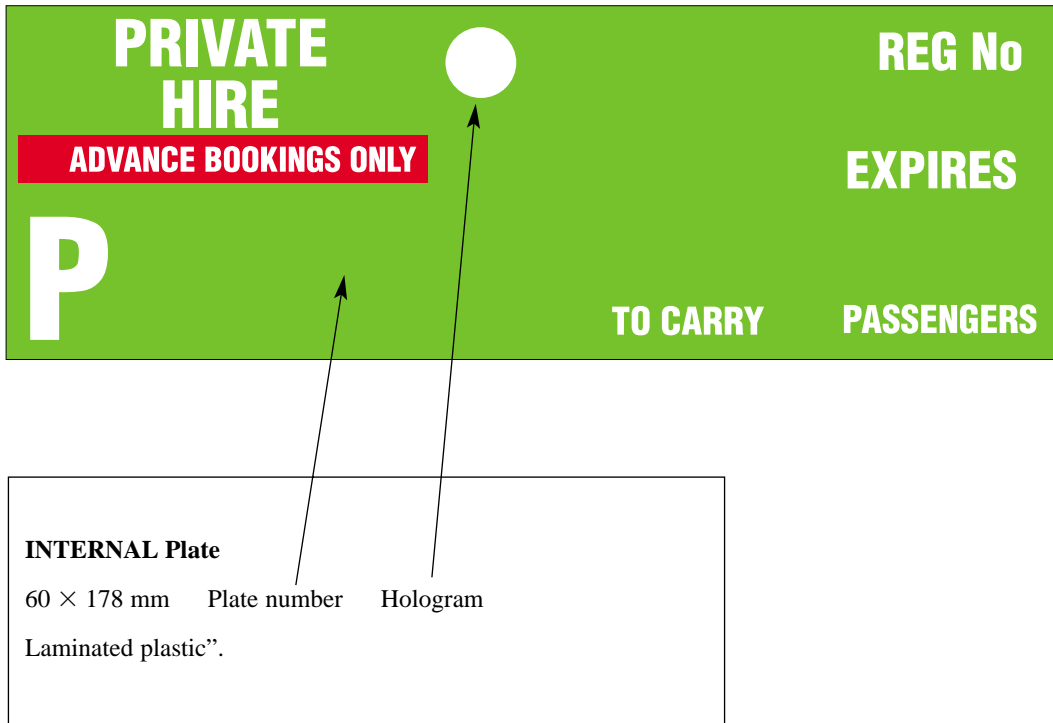 PRIVATE
HIRE
REG No
ADVANCE BOOKINGS ONLY
EXPIRES
P
TO CARRY PASSENGERS
INTERNAL Plate
60 × 178 mm Plate number Hologram
Laminated plastic”.